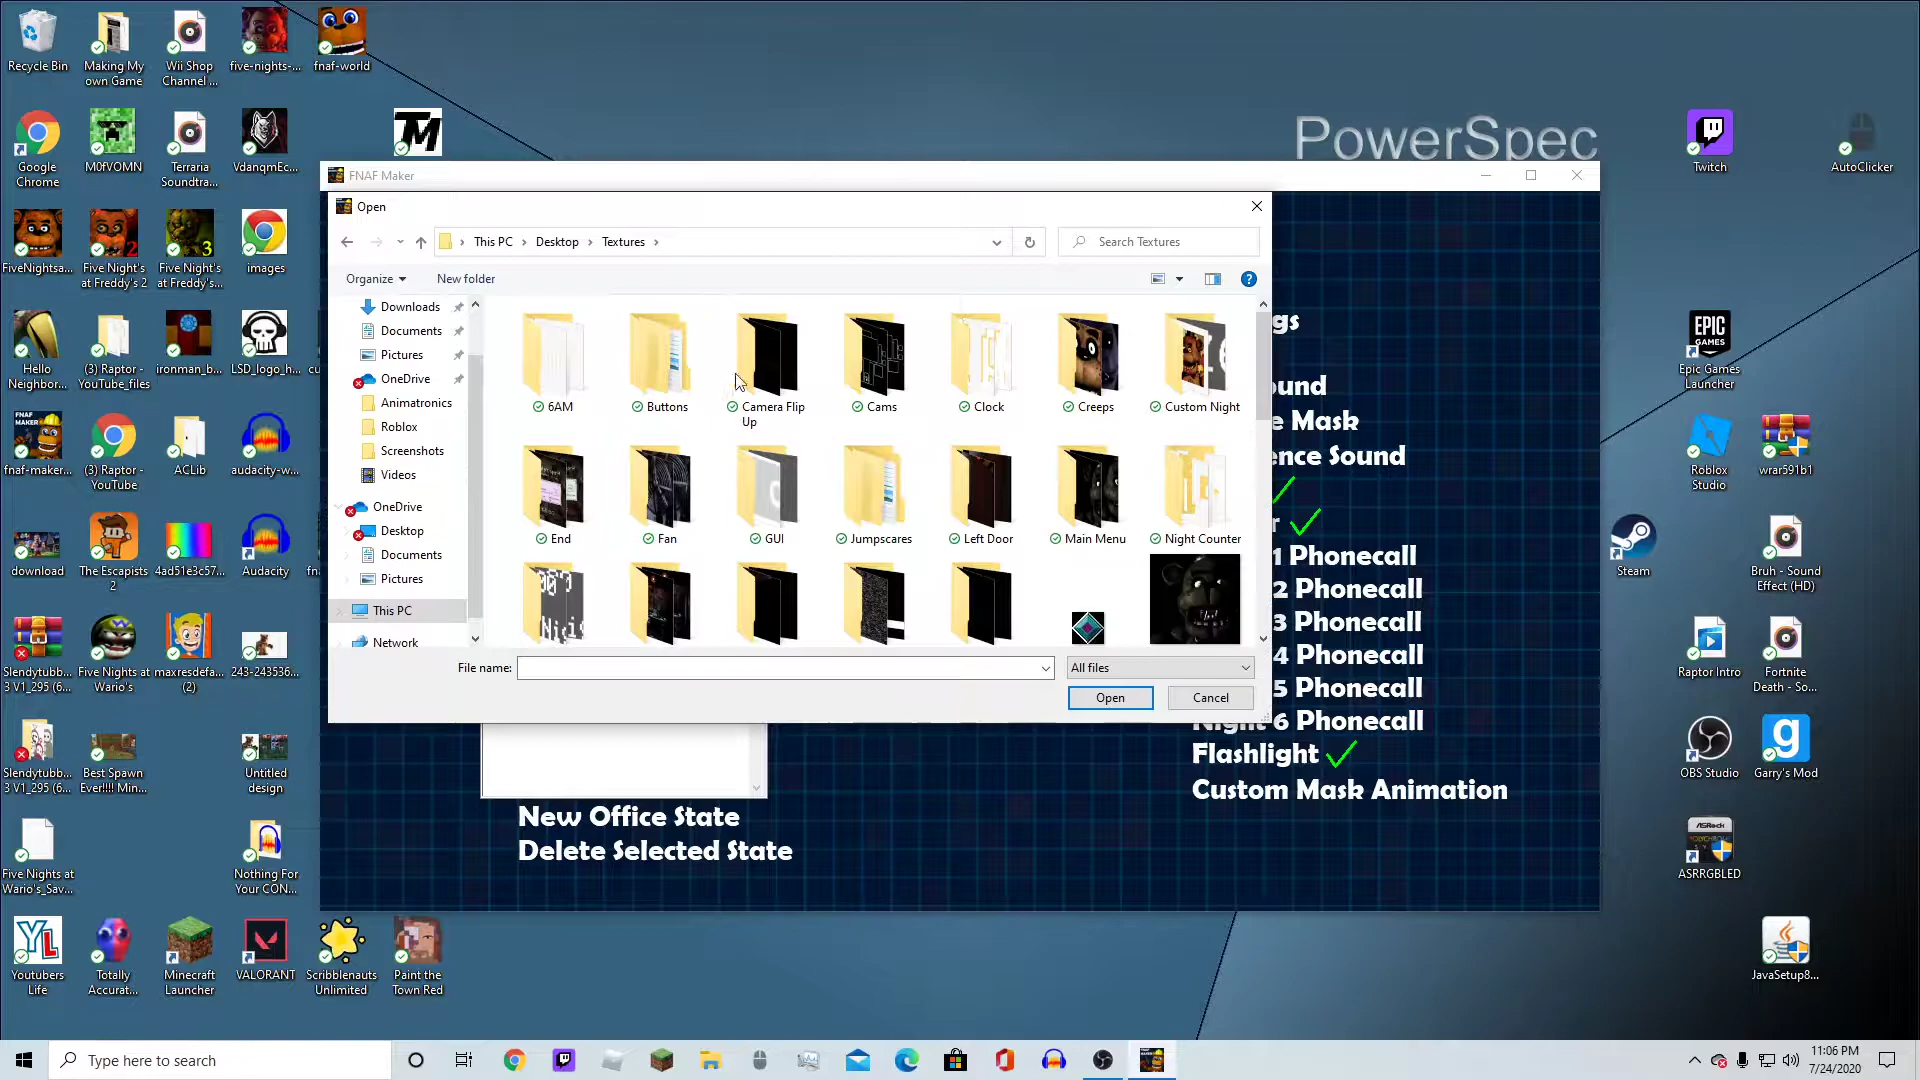 Recycle Bin
Making My
own Game
Wii Shop
Channel ...
five-nights-...
fnaf-world
Google
Chrome
M0fVOMN
Terraria
Soundtra...
VdanqmEc...
TM
PowerSpec
Twitch
AutoClicker
FNAF Maker
Open
This PC
Desktop
Textures
Search Textures
Organize
New folder
FiveNightsa...
Five Night's
at Freddy's 2
Five Night's
at Freddy's...
images
Downloads
Documents
Pictures
OneDrive
Animatronics
Roblox
Screenshots
Videos
OneDrive
Desktop
Documents
Pictures
This PC
Network
6AM
Buttons
Camera Flip
Up
Cams
Clock
Creeps
Custom Night
End
Fan
GUI
Jumpscares
Left Door
Main Menu
Night Counter
File name:
All files
Open
Cancel
gs
ound
e Mask
ence Sound
r
1 Phonecall
2 Phonecall
3 Phonecall
4 Phonecall
5 Phonecall
Night 6 Phonecall
Flashlight
Custom Mask Animation
New Office State
Delete Selected State
Hello
Neighbor...
(3) Raptor -
YouTube_files
ironman_b...
LSD_logo_h...
FNAF
MAKER
fnaf-maker...
(3) Raptor -
YouTube
ACLib
audacity-w...
download
The Escapists
2
4ad51e3c57...
Audacity
Slendytubb...
3 V1_295 (6...
Five Nights at
Wario's
maxresdefa...
(2)
243-243536...
Slendytubb...
3 V1_295 (6...
Best Spawn
Ever!!!! Min...
Untitled
design
Five Nights at
Wario's_Sav...
Nothing For
Your CON...
YL
Youtubers
Life
Totally
Accurat...
Minecraft
Launcher
VALORANT
Scribblenauts
Unlimited
Paint the
Town Red
EPIC
GAMES
Epic Games
Launcher
Roblox
Studio
wrar591b1
Steam
Bruh - Sound
Effect (HD)
Raptor Intro
Fortnite
Death - So...
OBS Studio
Garry's Mod
ASRock
ASRRGBLED
JavaSetup8...
Type here to search
11:06 PM
7/24/2020